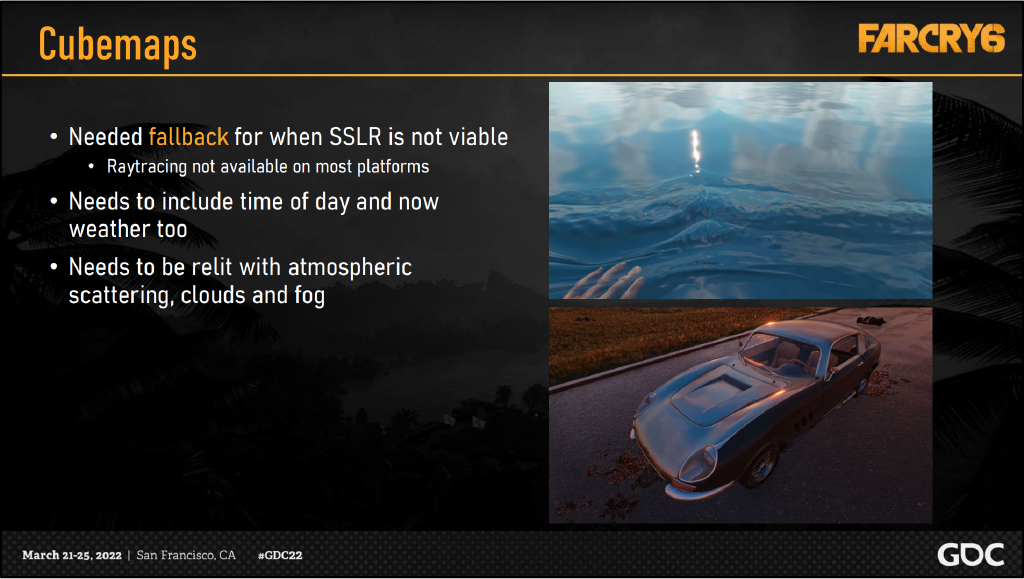 Cubemaps
FARCRY6
• Needed fallback for when SSLR is not viable
• Raytracing not available on most platforms
• Needs to include time of day and now
weather too
• Needs to be relit with atmospheric
scattering, clouds and fog
March 21-25, 2022 | San Francisco, CA #GDC22
GDC